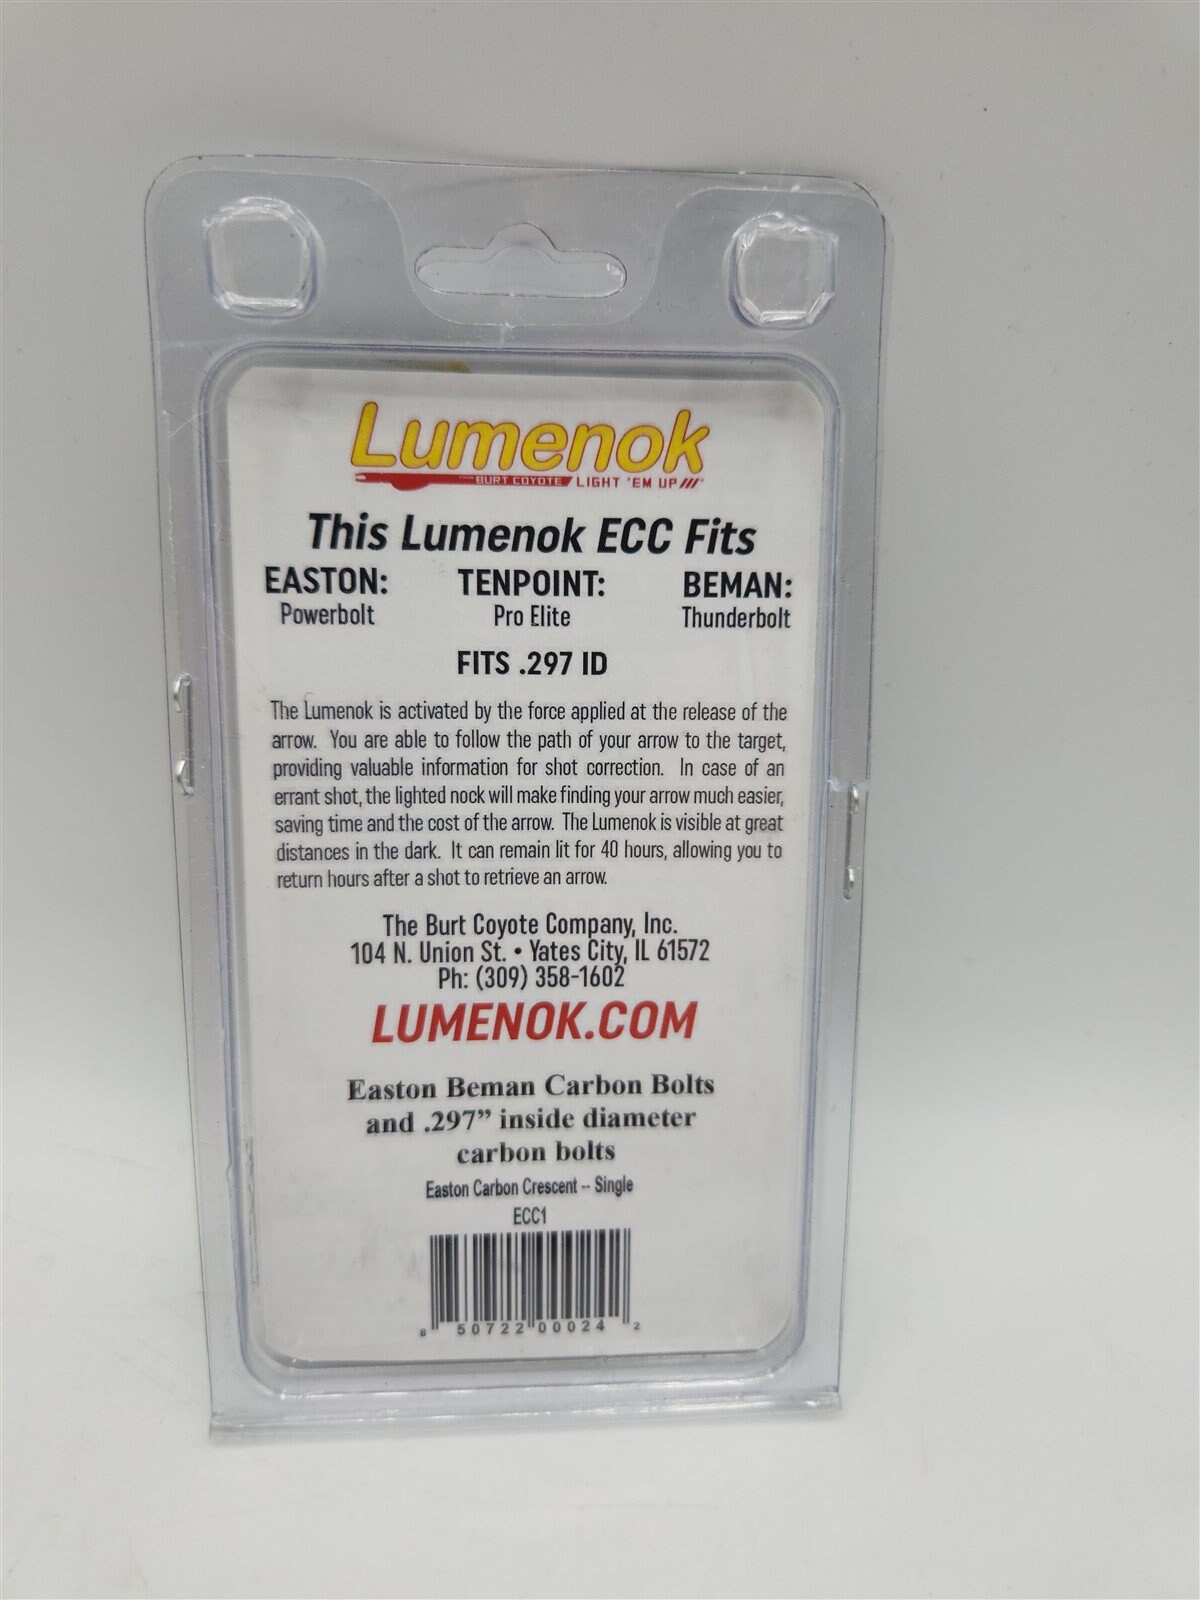 Lumenok
BURT COYOTE LIGHT 'EM UP///
This Lumenok ECC Fits
EASTON: TENPOINT: BEMAN:
Powerbolt Pro Elite Thunderbolt
FITS .297 ID
The Lumenok is activated by the force applied at the release of the
arrow. You are able to follow the path of your arrow to the target,
providing valuable information for shot correction. In case of an
errant shot, the lighted nock will make finding your arrow much easier,
saving time and the cost of the arrow. The Lumenok is visible at great
distances in the dark. It can remain lit for 40 hours, allowing you to
return hours after a shot to retrieve an arrow.
The Burt Coyote Company, Inc.
104 N. Union St. • Yates City, IL 61572
Ph: (309) 358-1602
LUMENOK.COM
Easton Beman Carbon Bolts
and .297” inside diameter
carbon bolts
Easton Carbon Crescent -- Single
ECC1
8 50722 00024 2